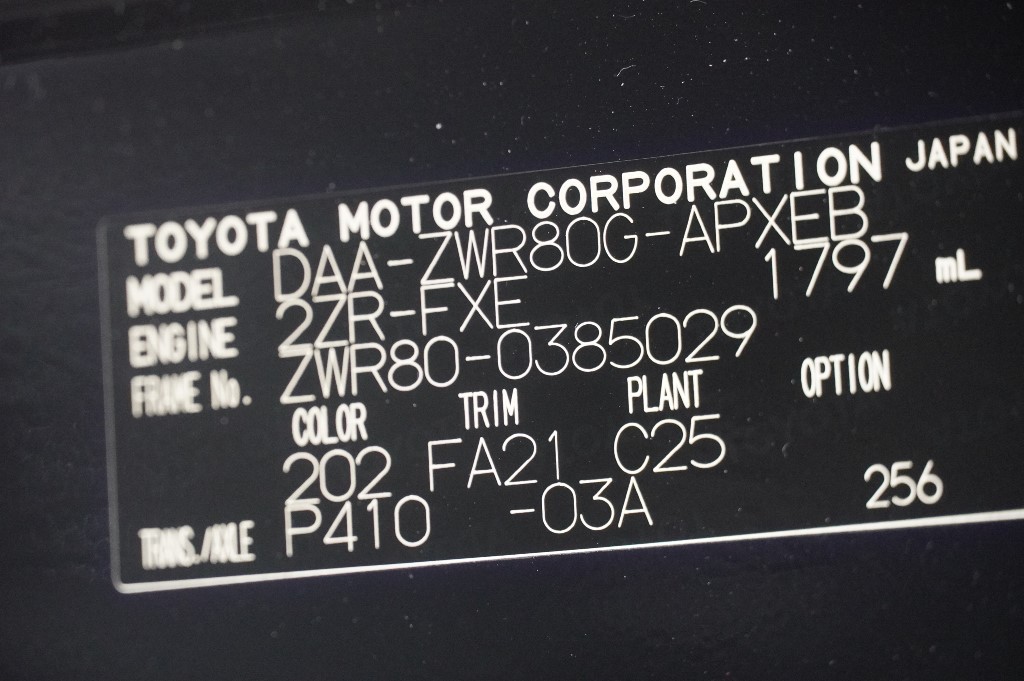 TOYOTA MOTOR CORPORATION JAPAN
MODEL DAA-ZWR80G-APXEB
ENGINE 2ZR-FXE 1797 mL
FRAME No. ZWR80-0385029
COLOR TRIM PLANT OPTION
202 FA21 C25
TRANS./AXLE P410 -03A 256